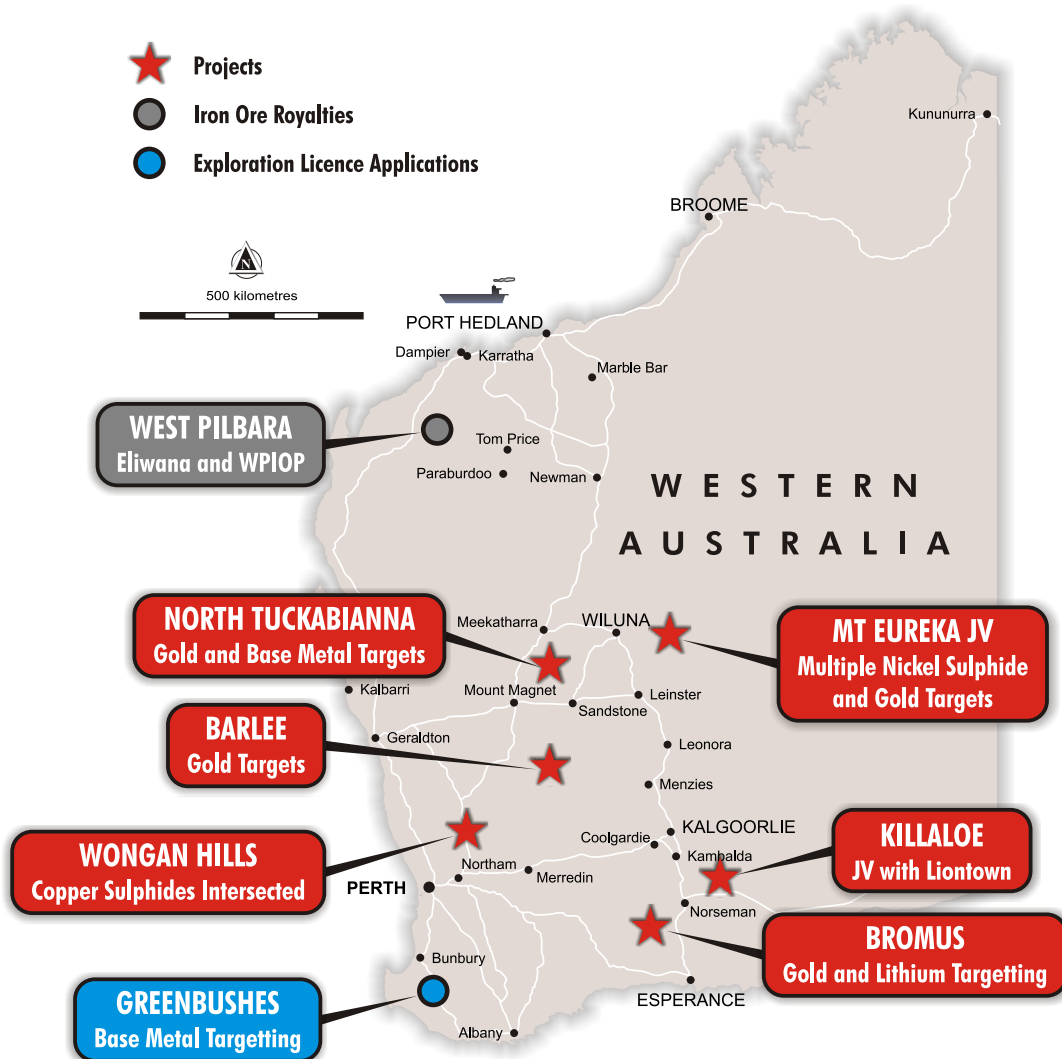 Projects
Iron Ore Royalties
Exploration Licence Applications
N
500 kilometres
Kununurra
BROOME
PORT HEDLAND
Dampier
Karratha
Marble Bar
WEST PILBARA
Eliwana and WPIOP
Tom Price
Paraburdoo
Newman
WESTERN
AUSTRALIA
NORTH TUCKABIANNA
Gold and Base Metal Targets
Meekatharra
WILUNA
MT EUREKA JV
Multiple Nickel Sulphide
and Gold Targets
Kalbarri
Mount Magnet
Sandstone
Leinster
BARLEE
Gold Targets
Geraldton
Leonora
Menzies
WONGAN HILLS
Copper Sulphides Intersected
Coolgardie
KALGOORLIE
Kambalda
KILLALOE
JV with Liontown
Northam
Merredin
PERTH
Norseman
BROMUS
Gold and Lithium Targetting
Bunbury
GREENBUSHES
Base Metal Targetting
ESPERANCE
Albany